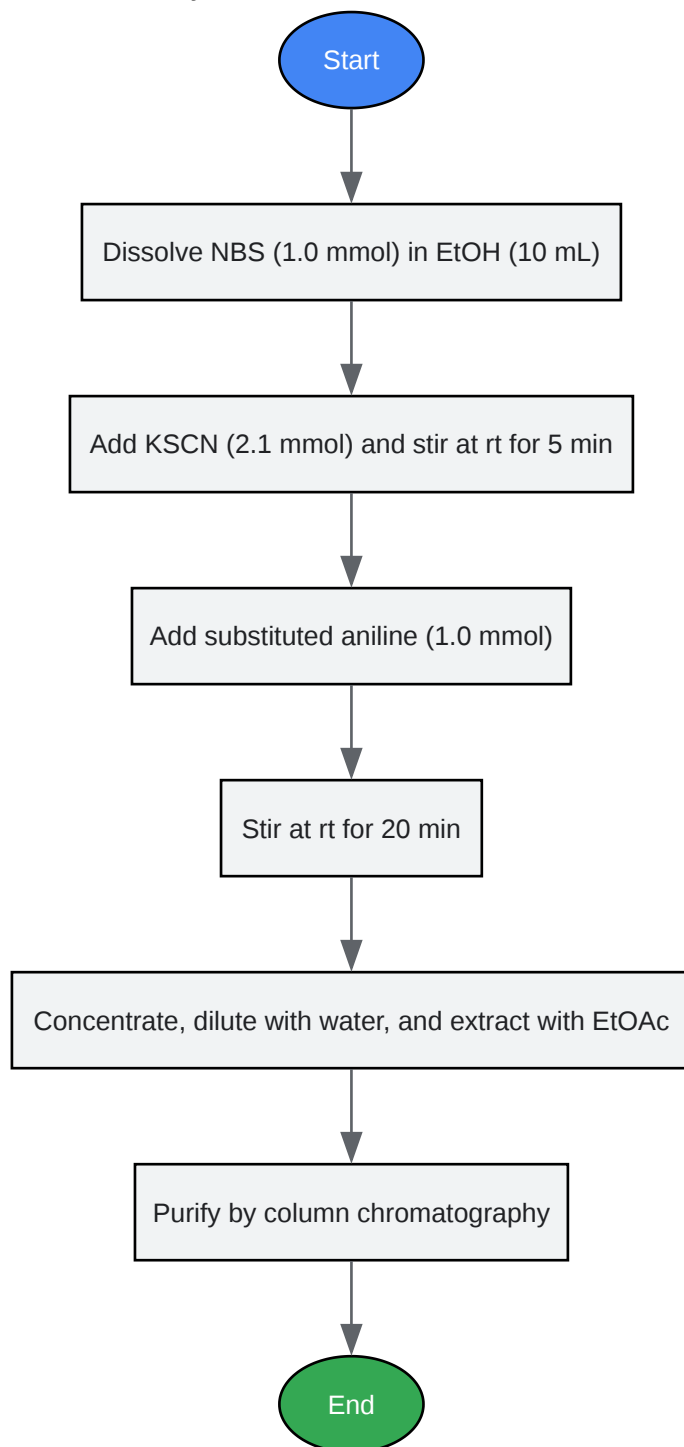 Start
Dissolve NBS (1.0 mmol) in EtOH (10 mL)
Add KSCN (2.1 mmol) and stir at rt for 5 min
Add substituted aniline (1.0 mmol)
Stir at rt for 20 min
Concentrate, dilute with water, and extract with EtOAc
Purify by column chromatography
End